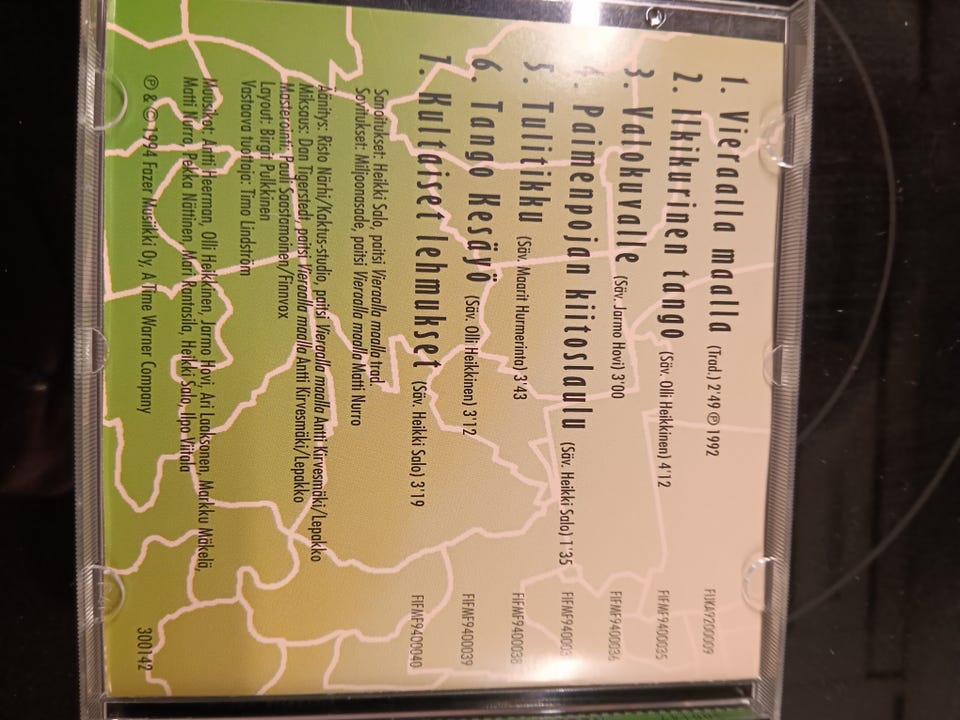 1. Vieraalla maalla (Trad.) 2'49 ℗ 1992 FIJKA9200009
2. Ilkikurinen tango (Säv. Olli Heikkinen) 4'12 FIFMF9400035
3. Valokuvalle (Säv. Jarmo Hovi) 3'00 FIFMF9400036
4. Paimenpojan kiitoslaulu (Säv. Heikki Salo) 1'35
5. Tulitikku (Säv. Maarit Hurmerinta) 3'43 FIFMF9400038
6. Tango Kesäyö (Säv. Olli Heikkinen) 3'12 FIFMF9400039
7. Kultaiset lehmukset (Säv. Heikki Salo) 3'19 FIFMF9400040
Sanoitukset: Heikki Salo, paitsi Vieraalla maalla trad.
Sovitukset: Miljoonasade, paitsi Vieraalla maalla Matti Nurro
Äänitys: Risto Närhi/Kaktus-studio, paitsi Vieraalla maalla Antti Kirvesmäki/Lepakko
Miksaus: Dan Tigerstedt, paitsi Vieraalla maalla Antti Kirvesmäki/Lepakko
Masterointi: Pauli Saastamoinen/Finnvox
Layout: Birgit Pulkkinen
Vastaava tuottaja: Timo Lindström
Muusikot: Antti Heerman, Olli Heikkinen, Jarmo Hovi, Ari Laaksonen, Markku Mäkelä,
Matti Nurro, Pekka Nättinen, Mari Rantasila, Heikki Salo, Ilpo Viitala
℗ & © 1994 Fazer Musiikki Oy, A Time Warner Company 300142